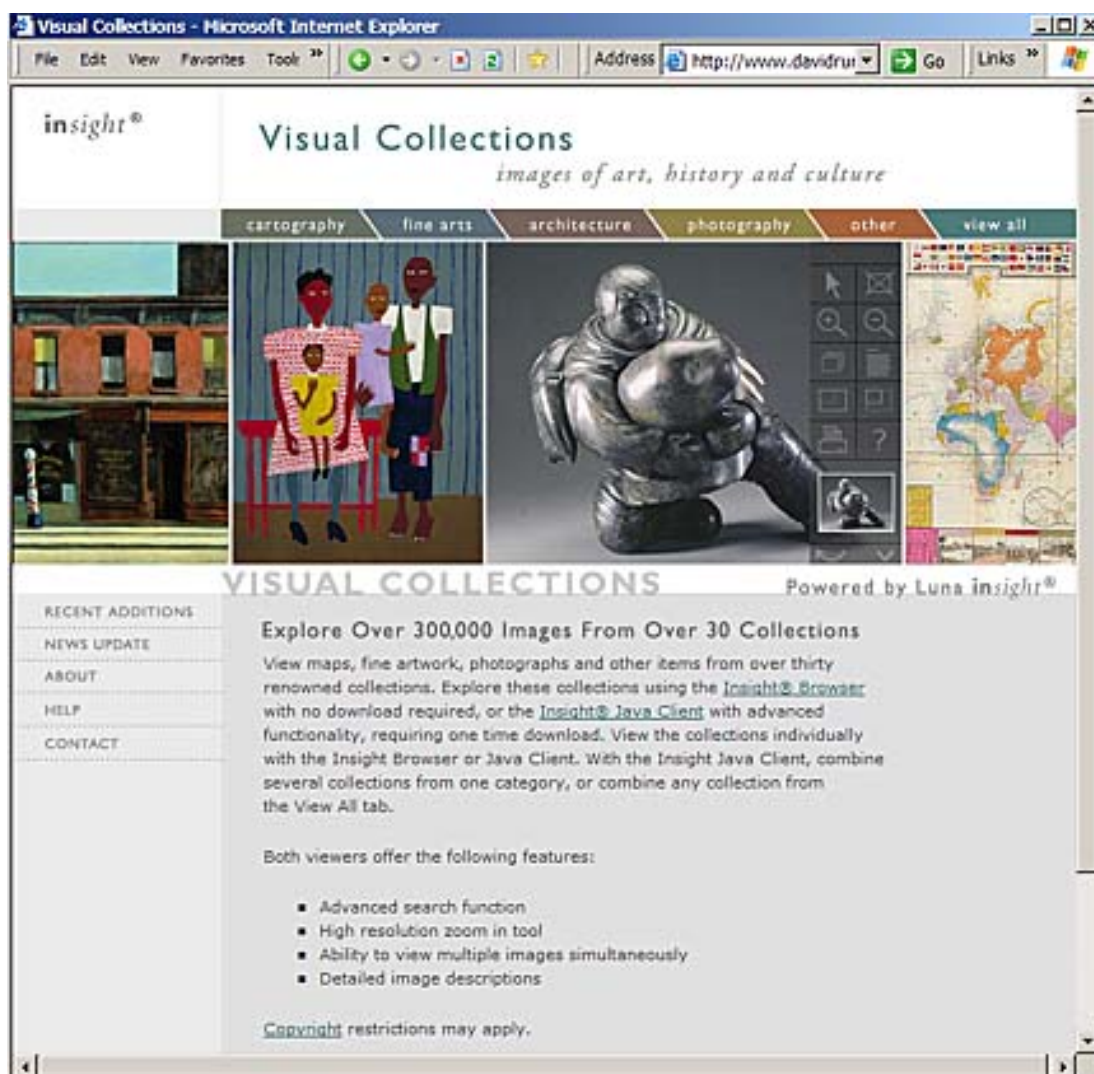 Visual Collections - Microsoft Internet Explorer
File Edit View Favorites Tools » Address http://www.davidrur Go Links »
insight®
Visual Collections
images of art, history and culture
cartography fine arts architecture photography other view all
?
VISUAL COLLECTIONS
Powered by Luna insight®
RECENT ADDITIONS
NEWS UPDATE
ABOUT
HELP
CONTACT
Explore Over 300,000 Images From Over 30 Collections
View maps, fine artwork, photographs and other items from over thirty
renowned collections. Explore these collections using the Insight® Browser
with no download required, or the Insight® Java Client with advanced
functionality, requiring one time download. View the collections individually
with the Insight Browser or Java Client. With the Insight Java Client, combine
several collections from one category, or combine any collection from
the View All tab.
Both viewers offer the following features:
▪ Advanced search function
▪ High resolution zoom in tool
▪ Ability to view multiple images simultaneously
▪ Detailed image descriptions
Copyright restrictions may apply.